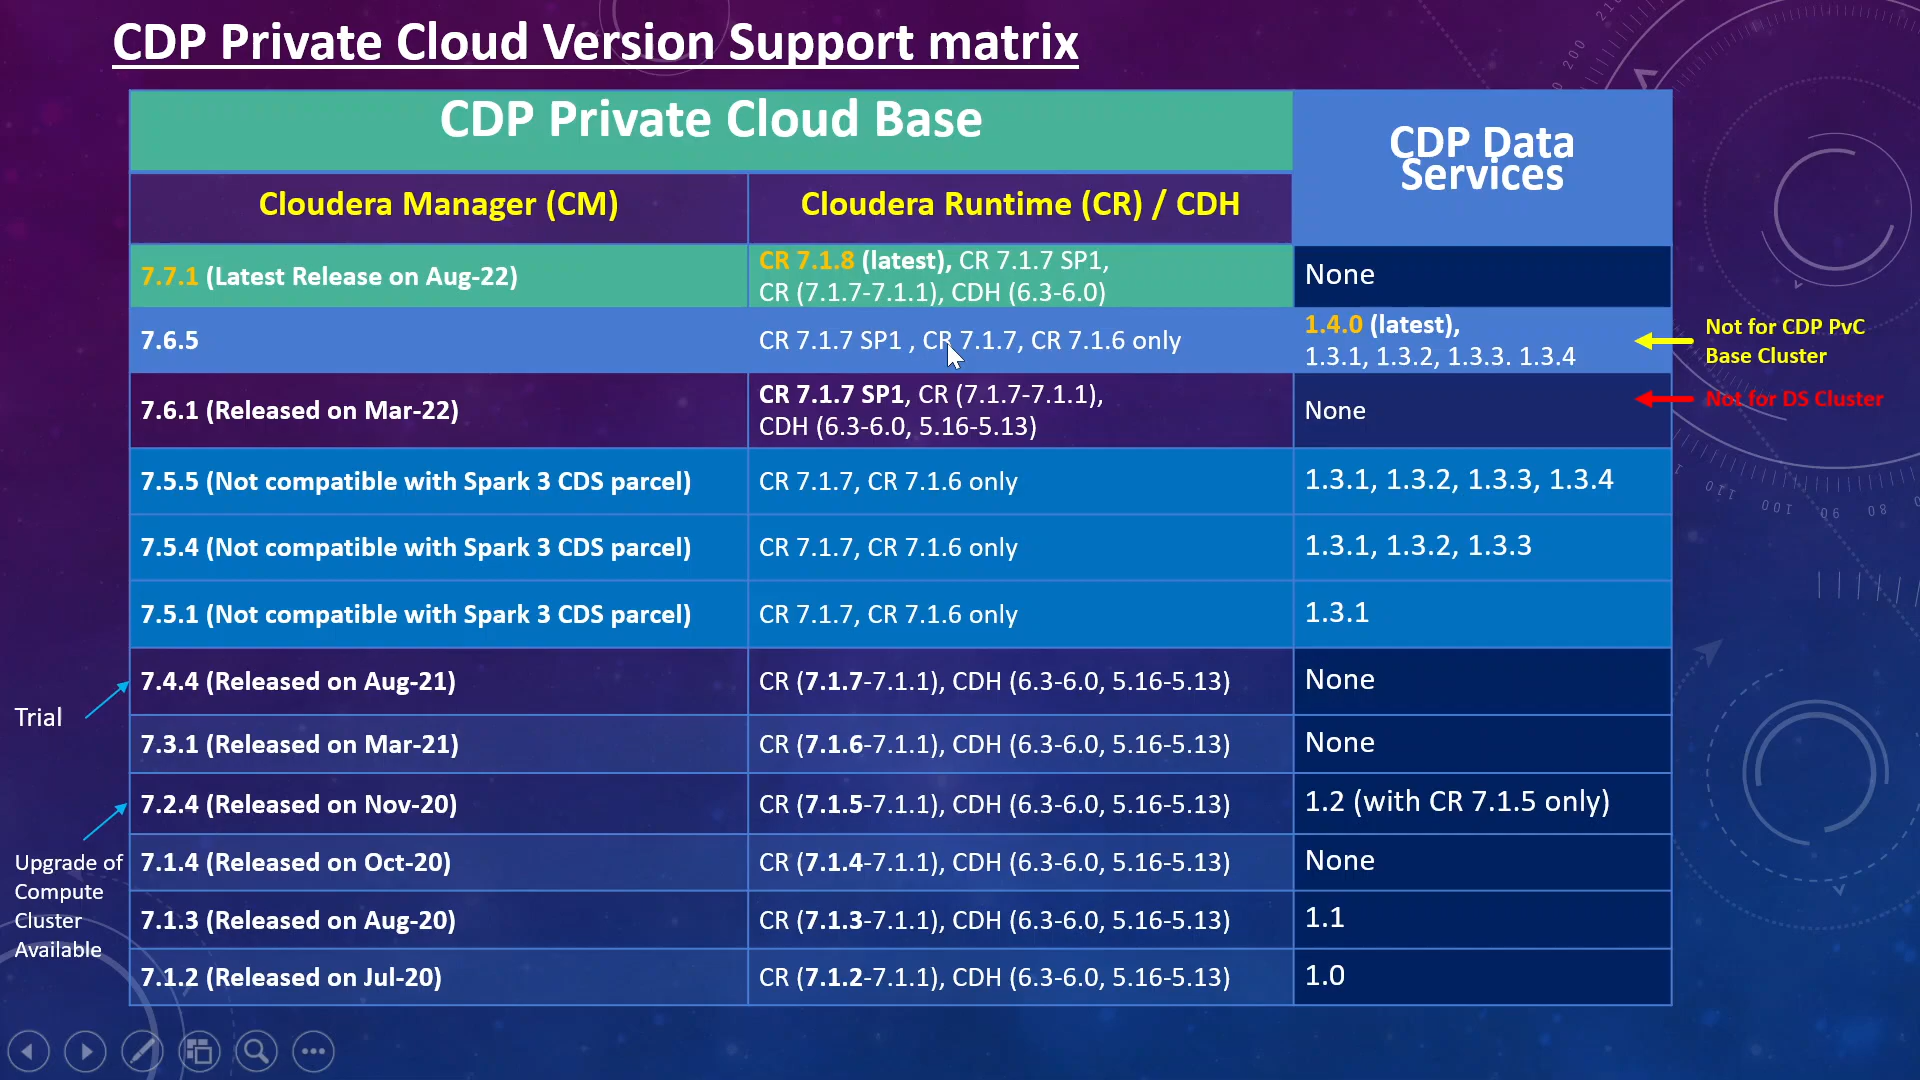 CDP Private Cloud Version Support matrix
CDP Private Cloud Base
CDP Data
Services
Cloudera Manager (CM)
Cloudera Runtime (CR) / CDH
7.7.1 (Latest Release on Aug-22)
CR 7.1.8 (latest), CR 7.1.7 SP1,
CR (7.1.7-7.1.1), CDH (6.3-6.0)
None
7.6.5
CR 7.1.7 SP1 , CR 7.1.7, CR 7.1.6 only
1.4.0 (latest),
1.3.1, 1.3.2, 1.3.3. 1.3.4
Not for CDP PvC
Base Cluster
7.6.1 (Released on Mar-22)
CR 7.1.7 SP1, CR (7.1.7-7.1.1),
CDH (6.3-6.0, 5.16-5.13)
None
Not for DS Cluster
7.5.5 (Not compatible with Spark 3 CDS parcel)
CR 7.1.7, CR 7.1.6 only
1.3.1, 1.3.2, 1.3.3, 1.3.4
7.5.4 (Not compatible with Spark 3 CDS parcel)
CR 7.1.7, CR 7.1.6 only
1.3.1, 1.3.2, 1.3.3
7.5.1 (Not compatible with Spark 3 CDS parcel)
CR 7.1.7, CR 7.1.6 only
1.3.1
Trial
7.4.4 (Released on Aug-21)
CR (7.1.7-7.1.1), CDH (6.3-6.0, 5.16-5.13)
None
7.3.1 (Released on Mar-21)
CR (7.1.6-7.1.1), CDH (6.3-6.0, 5.16-5.13)
None
7.2.4 (Released on Nov-20)
CR (7.1.5-7.1.1), CDH (6.3-6.0, 5.16-5.13)
1.2 (with CR 7.1.5 only)
Upgrade of
Compute
Cluster
Available
7.1.4 (Released on Oct-20)
CR (7.1.4-7.1.1), CDH (6.3-6.0, 5.16-5.13)
None
7.1.3 (Released on Aug-20)
CR (7.1.3-7.1.1), CDH (6.3-6.0, 5.16-5.13)
1.1
7.1.2 (Released on Jul-20)
CR (7.1.2-7.1.1), CDH (6.3-6.0, 5.16-5.13)
1.0
210
200
110
100
90
80